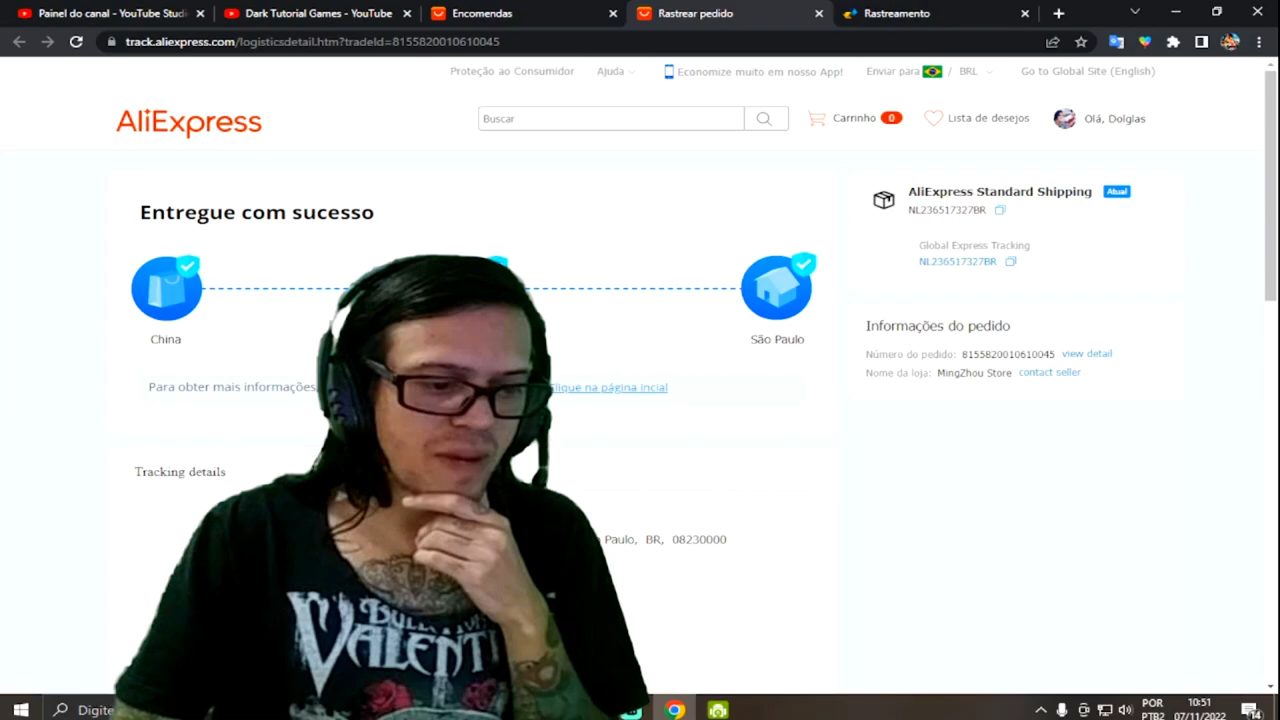 Painel do canal - YouTube Studi
Dark Tutorial Games - YouTube
Encomendas
Rastrear pedido
Rastreamento
track.aliexpress.com/logisticsdetail.htm?tradeId=8155820010610045
Proteção ao Consumidor
Ajuda
Economize muito em nosso App!
Enviar para / BRL
Go to Global Site (English)
AliExpress
Buscar
Carrinho 0
Lista de desejos
Olá, Dolglas
Entregue com sucesso
China
São Paulo
Para obter mais informações,
lique na página incial
Tracking details
Paulo, BR, 08230000
AliExpress Standard Shipping Atual
NL236517327BR
Global Express Tracking
NL236517327BR
Informações do pedido
Número do pedido: 8155820010610045 view detail
Nome da loja: MingZhou Store contact seller
VALENTI
Digite
POR
PTB2
10:51
07/11/2022
14